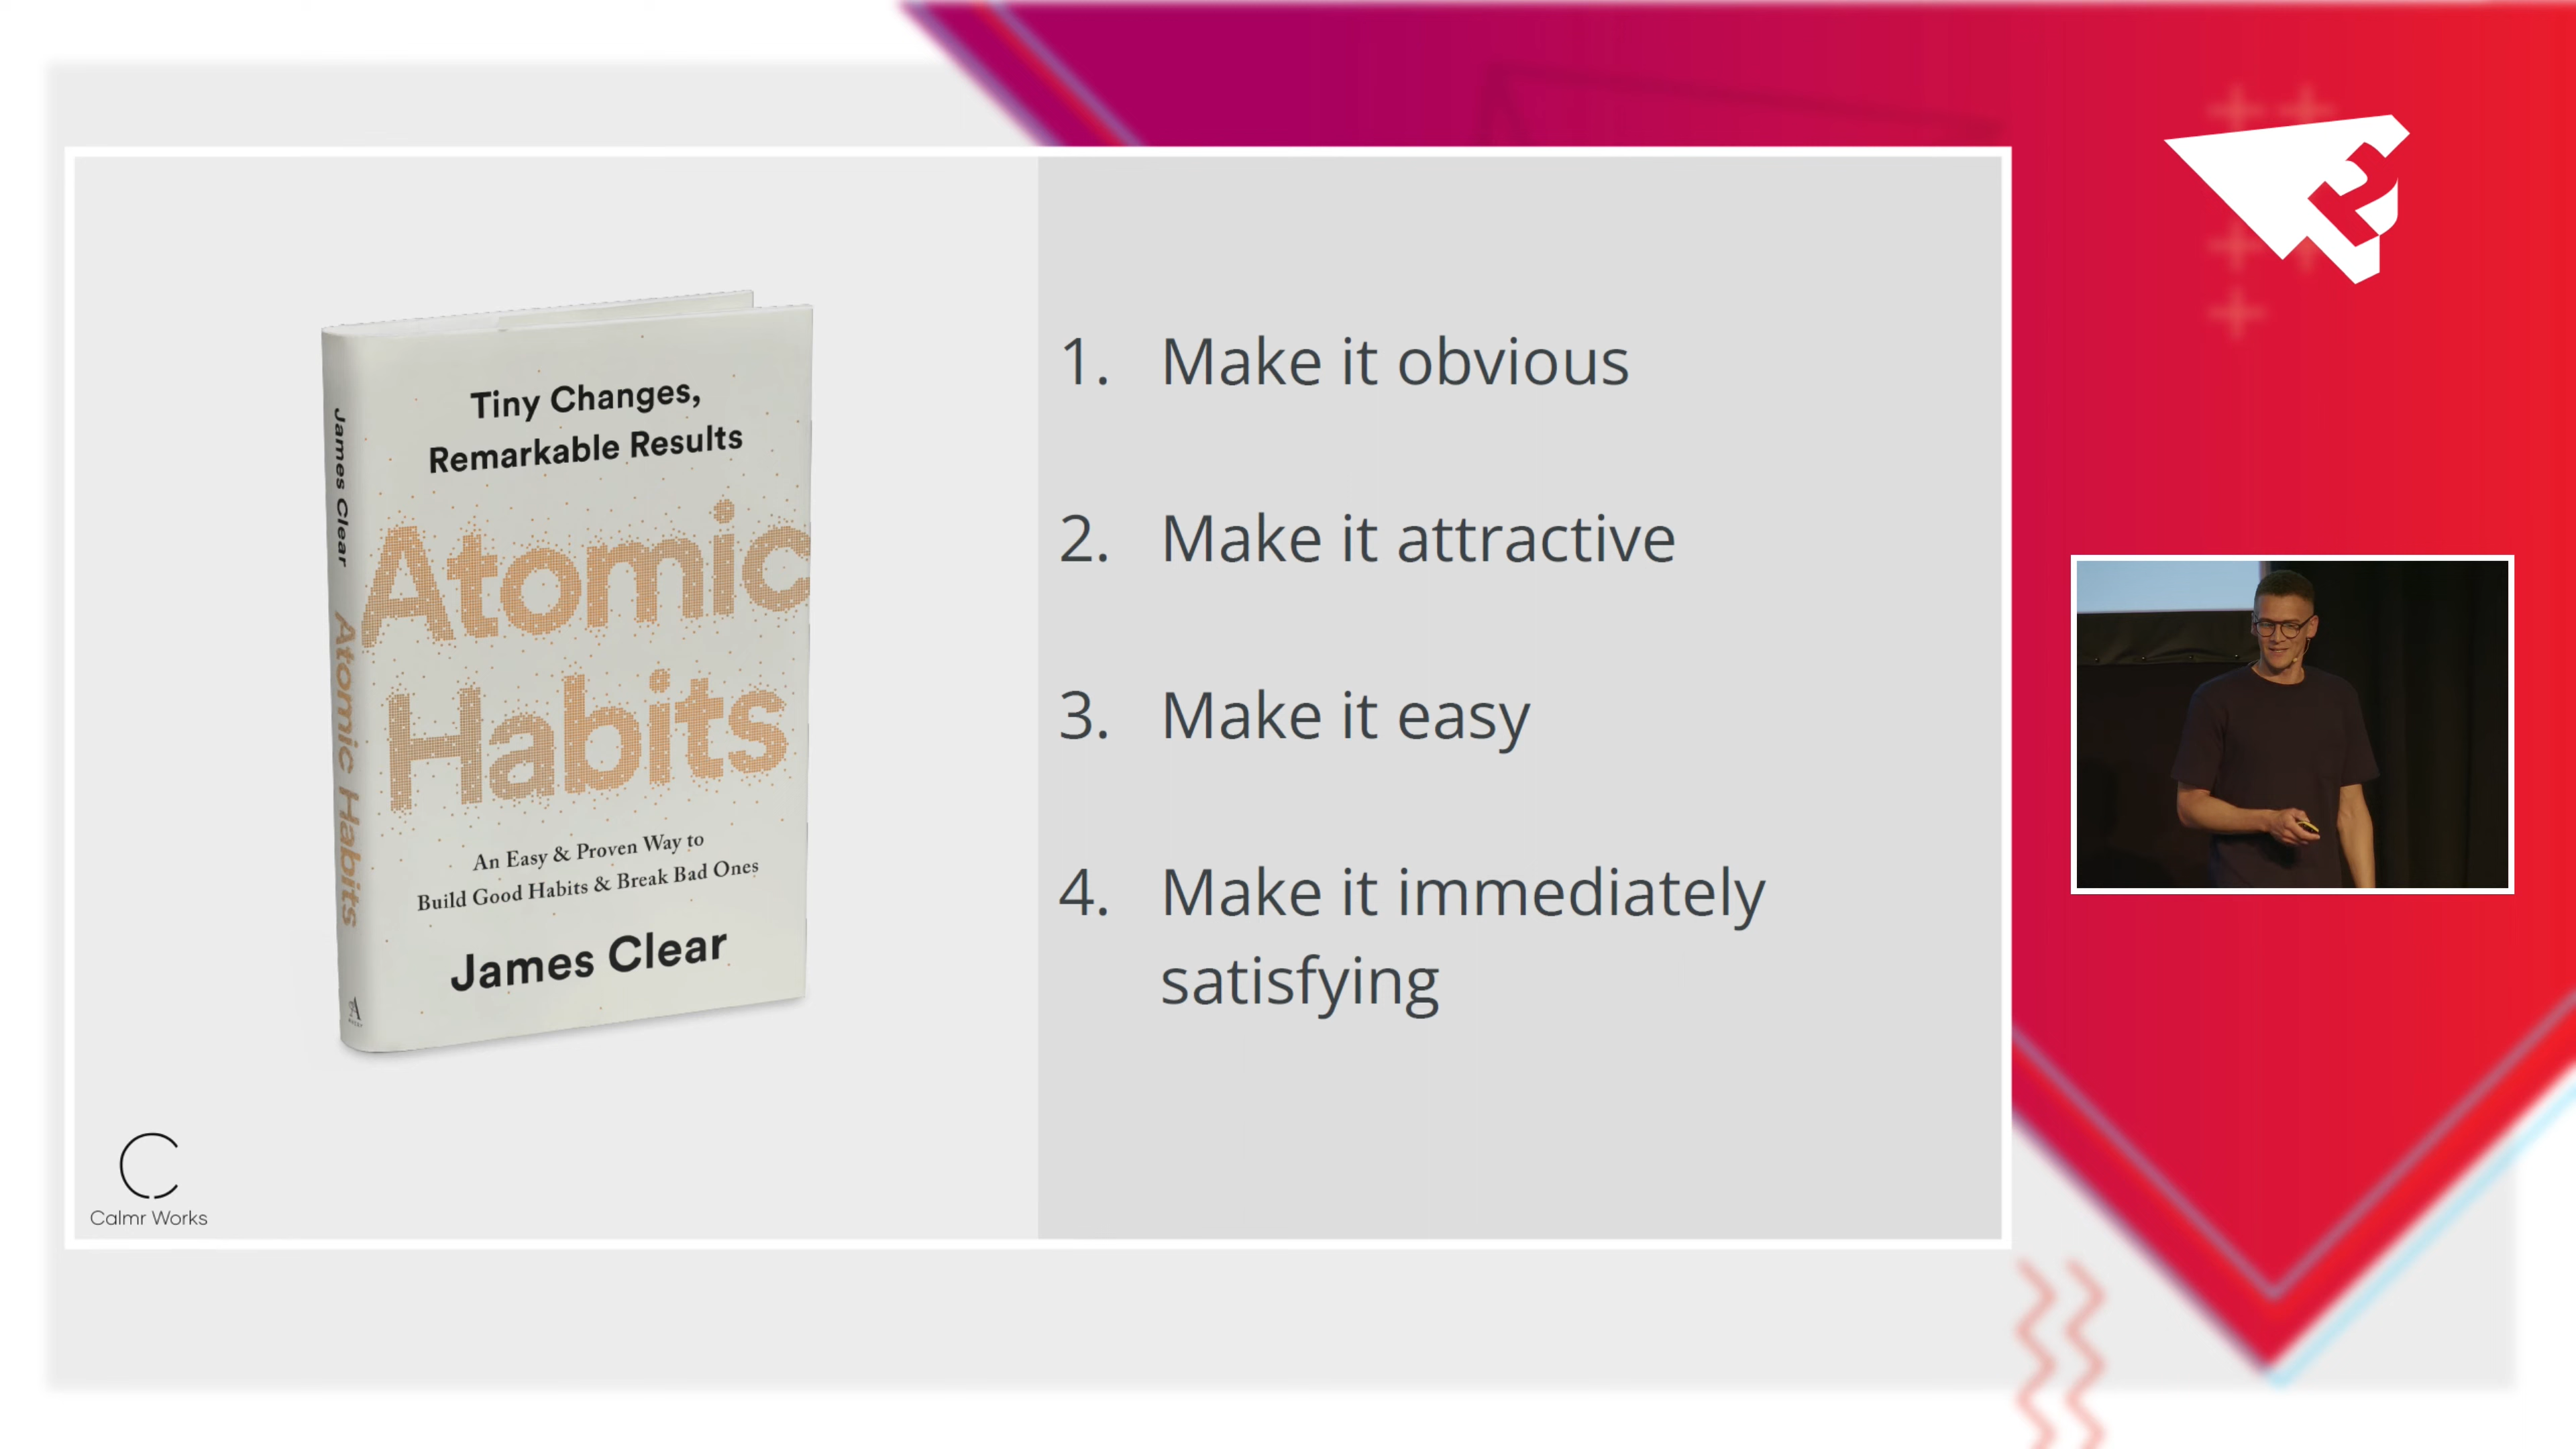 Tiny Changes,
Remarkable Results
Atomic
Habits
An Easy & Proven Way to
Build Good Habits & Break Bad Ones
James Clear
James Clear Atomic Habits
1. Make it obvious
2. Make it attractive
3. Make it easy
4. Make it immediately
satisfying
Calmr Works